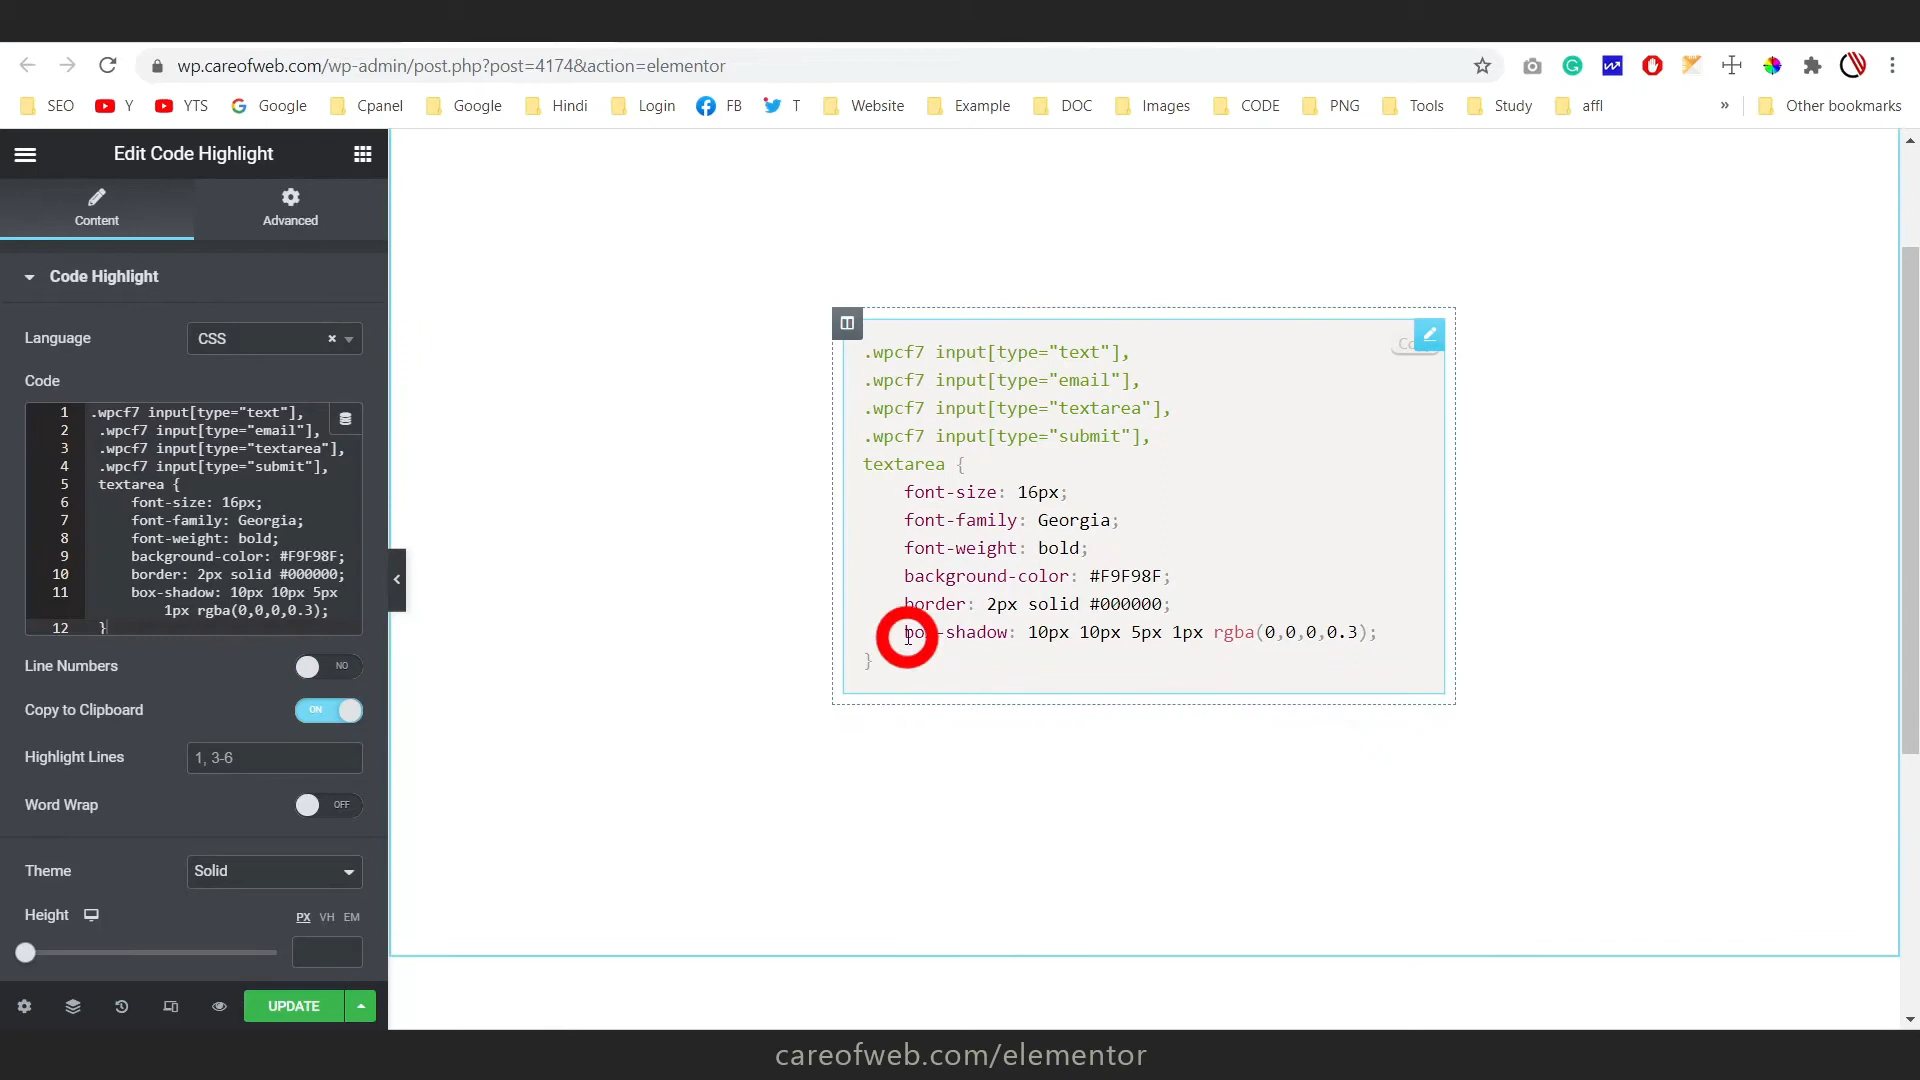 wp.careofweb.com/wp-admin/post.php?post=4174&action=elementor
SEO Y YTS Google Cpanel Google Hindi Login FB T Website Example DOC Images CODE PNG Tools Study affl » Other bookmarks
Edit Code Highlight
Content Advanced
Code Highlight
Language CSS
Code
1 .wpcf7 input[type="text"],
2 .wpcf7 input[type="email"],
3 .wpcf7 input[type="textarea"],
4 .wpcf7 input[type="submit"],
5 textarea {
6 font-size: 16px;
7 font-family: Georgia;
8 font-weight: bold;
9 background-color: #F9F98F;
10 border: 2px solid #000000;
11 box-shadow: 10px 10px 5px
1px rgba(0,0,0,0.3);
12 }
Line Numbers NO
Copy to Clipboard ON
Highlight Lines 1, 3-6
Word Wrap OFF
Theme Solid
Height PX VH EM
UPDATE
.wpcf7 input[type="text"],
.wpcf7 input[type="email"],
.wpcf7 input[type="textarea"],
.wpcf7 input[type="submit"],
textarea {
font-size: 16px;
font-family: Georgia;
font-weight: bold;
background-color: #F9F98F;
border: 2px solid #000000;
box-shadow: 10px 10px 5px 1px rgba(0,0,0,0.3);
}
careofweb.com/elementor